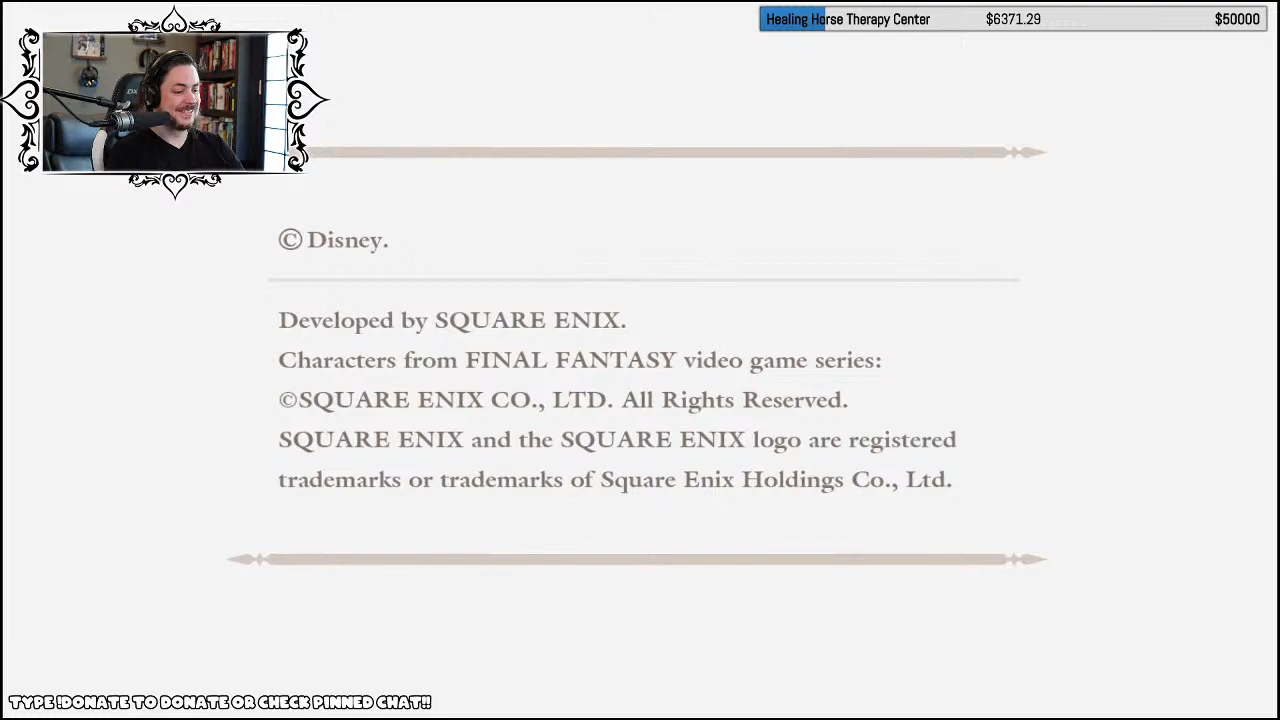 Healing Horse Therapy Center $6371.29 $50000
DX
© Disney.
Developed by SQUARE ENIX.
Characters from FINAL FANTASY video game series:
©SQUARE ENIX CO., LTD. All Rights Reserved.
SQUARE ENIX and the SQUARE ENIX logo are registered
trademarks or trademarks of Square Enix Holdings Co., Ltd.
TYPE !DONATE TO DONATE OR CHECK PINNED CHAT!!